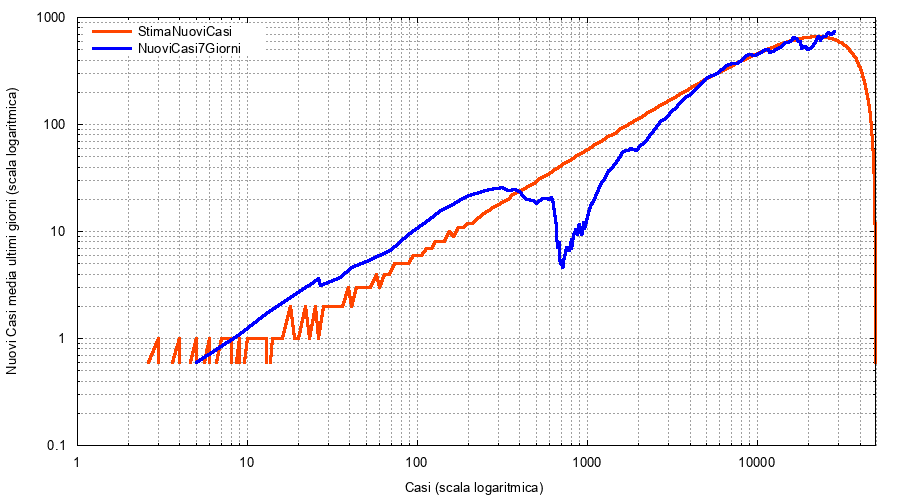 StimaNuoviCasi
NuoviCasi7Giorni
Nuovi Casi media ultimi giorni (scala logaritmica)
1000
100
10
1
0.1
1
10
100
1000
10000
Casi (scala logaritmica)